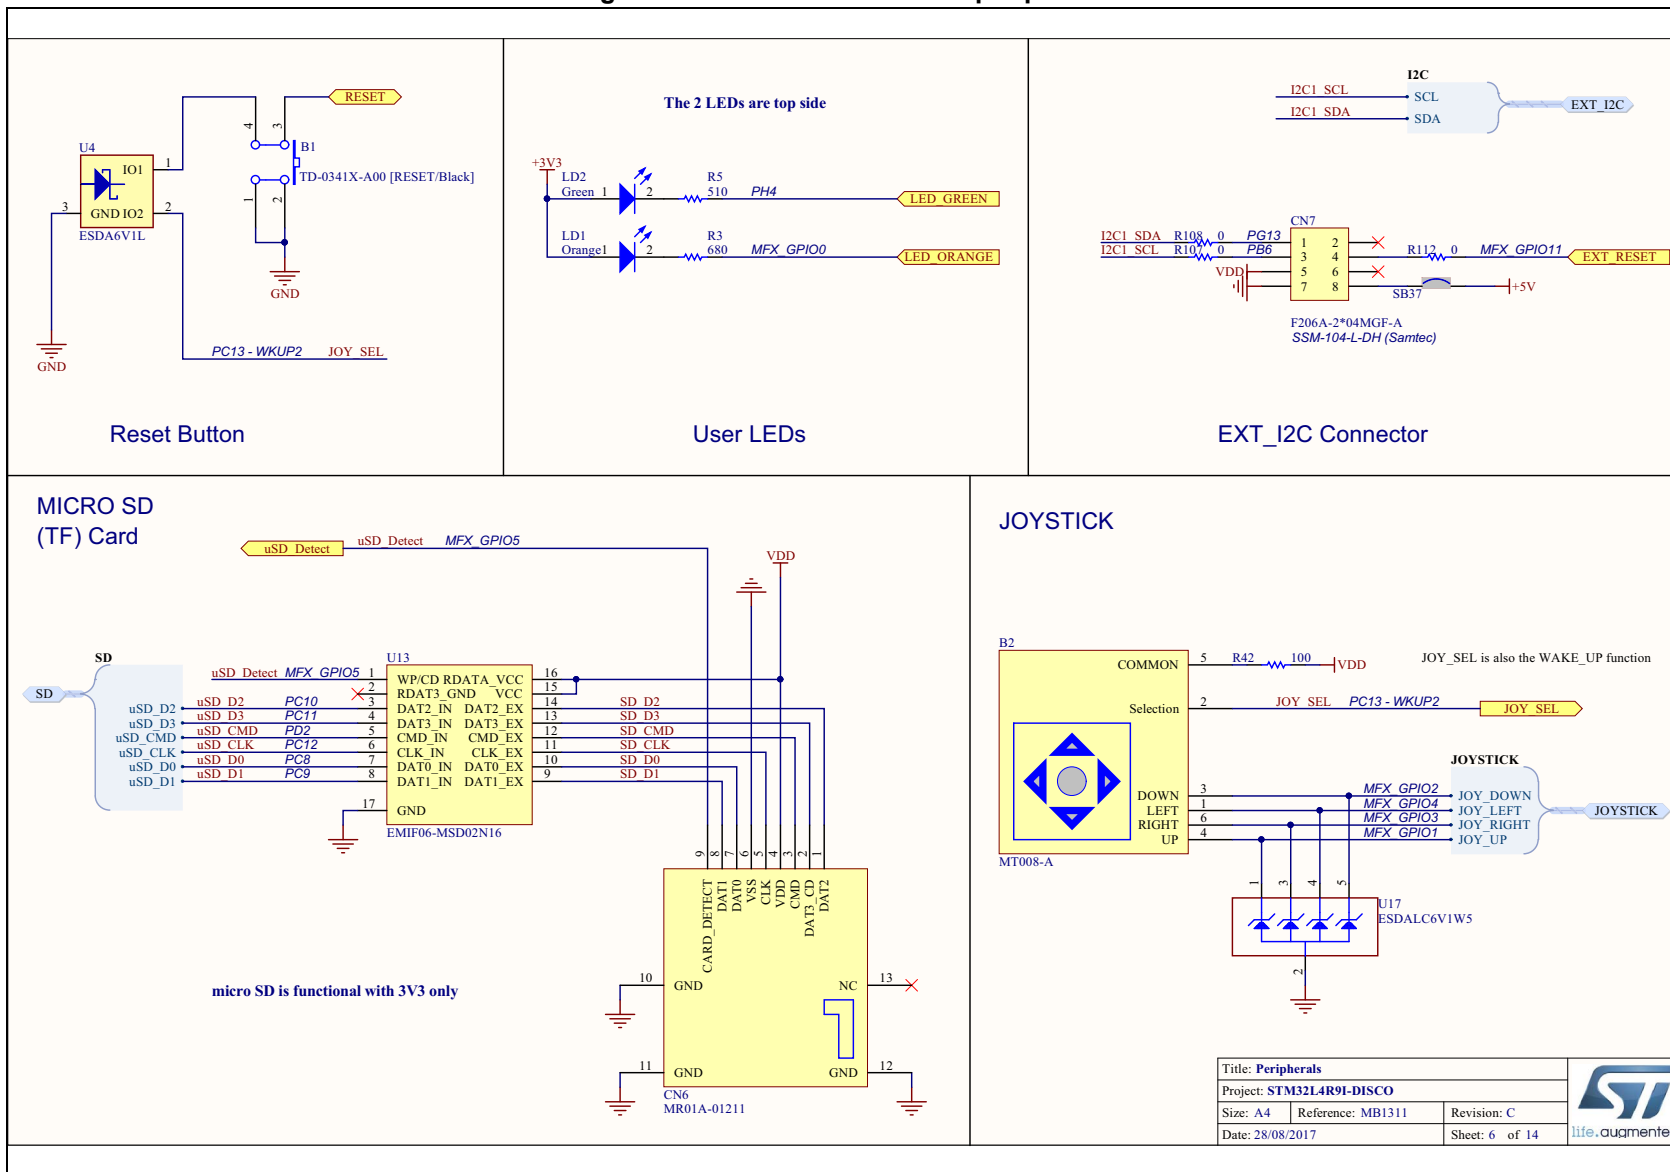 RESET
U4
IO1
GND IO2
ESDA6V1L
1
2
3
4
3
B1
TD-0341X-A00 [RESET/Black]
1
2
GND
GND
PC13 - WKUP2 JOY_SEL
Reset Button
The 2 LEDs are top side
+3V3
LD2
Green 1 2
R5
510 PH4
LED_GREEN
LD1
Orange1 2
R3
680 MFX_GPIO0
LED_ORANGE
User LEDs
I2C
I2C1_SCL SCL
I2C1_SDA SDA
EXT_I2C
CN7
I2C1_SDA R108 0 PG13 1 2
I2C1_SCL R107 0 PB6 3 4 R112 0 MFX_GPIO11 EXT_RESET
VDD 5 6
7 8 SB37 +5V
F206A-2*04MGF-A
SSM-104-L-DH (Samtec)
EXT_I2C Connector
MICRO SD
(TF) Card
uSD_Detect uSD_Detect MFX_GPIO5
VDD
SD
SD
uSD_D2
uSD_D3
uSD_CMD
uSD_CLK
uSD_D0
uSD_D1
U13
uSD_Detect MFX_GPIO5 1 WP/CD RDATA_VCC 16
2 RDAT3_GND VCC 15
uSD_D2 PC10 3 DAT2_IN DAT2_EX 14 SD_D2
uSD_D3 PC11 4 DAT3_IN DAT3_EX 13 SD_D3
uSD_CMD PD2 5 CMD_IN CMD_EX 12 SD_CMD
uSD_CLK PC12 6 CLK_IN CLK_EX 11 SD_CLK
uSD_D0 PC8 7 DAT0_IN DAT0_EX 10 SD_D0
uSD_D1 PC9 8 DAT1_IN DAT1_EX 9 SD_D1
17 GND
EMIF06-MSD02N16
9 8 7 6 5 4 3 2 1
CARD_DETECT
DAT1
DAT0
VSS
CLK
VDD
CMD
DAT3_CD
DAT2
10 GND NC 13
11 GND GND 12
CN6
MR01A-01211
micro SD is functional with 3V3 only
JOYSTICK
B2
COMMON 5 R42 100 VDD
JOY_SEL is also the WAKE_UP function
Selection 2 JOY_SEL PC13 - WKUP2 JOY_SEL
JOYSTICK
DOWN 3 MFX_GPIO2 JOY_DOWN
LEFT 1 MFX_GPIO4 JOY_LEFT
RIGHT 6 MFX_GPIO3 JOY_RIGHT
UP 4 MFX_GPIO1 JOY_UP
JOYSTICK
MT008-A
1 3 4 5
U17
ESDALC6V1W5
2
Title: Peripherals
Project: STM32L4R9I-DISCO
Size: A4 Reference: MB1311 Revision: C
Date: 28/08/2017 Sheet: 6 of 14
ST
life.augmente